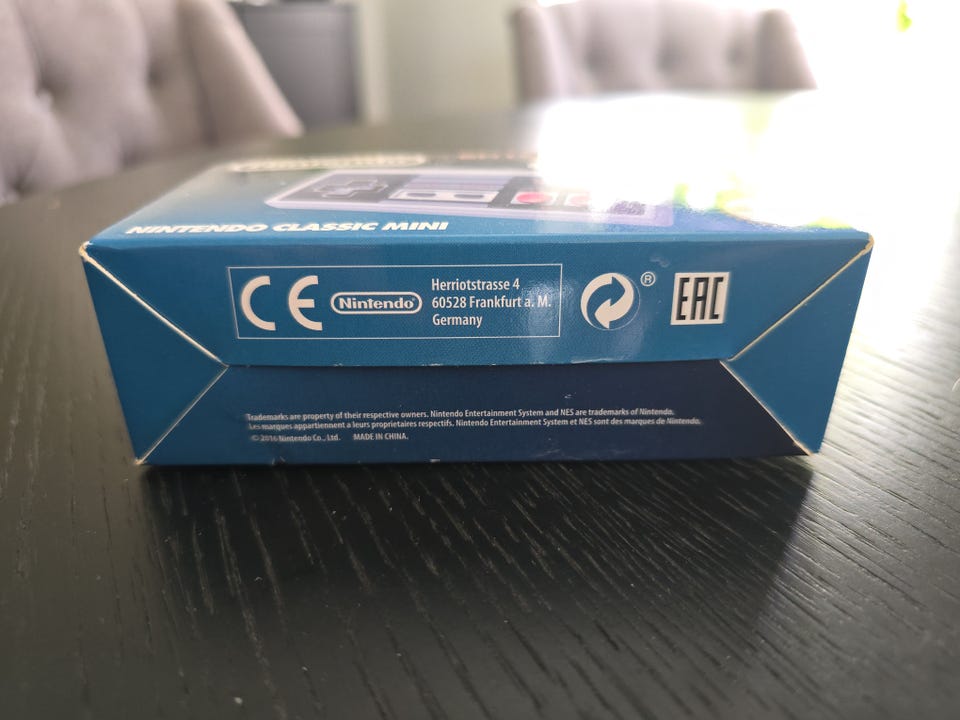 NINTENDO CLASSIC MINI
CE
Nintendo®
Herriotstrasse 4
60528 Frankfurt a. M.
Germany
®
EAC
Trademarks are property of their respective owners. Nintendo Entertainment System and NES are trademarks of Nintendo.
Les marques appartiennent a leurs proprietaires respectifs. Nintendo Entertainment System et NES sont des marques de Nintendo.
© 2016 Nintendo Co., Ltd. MADE IN CHINA.